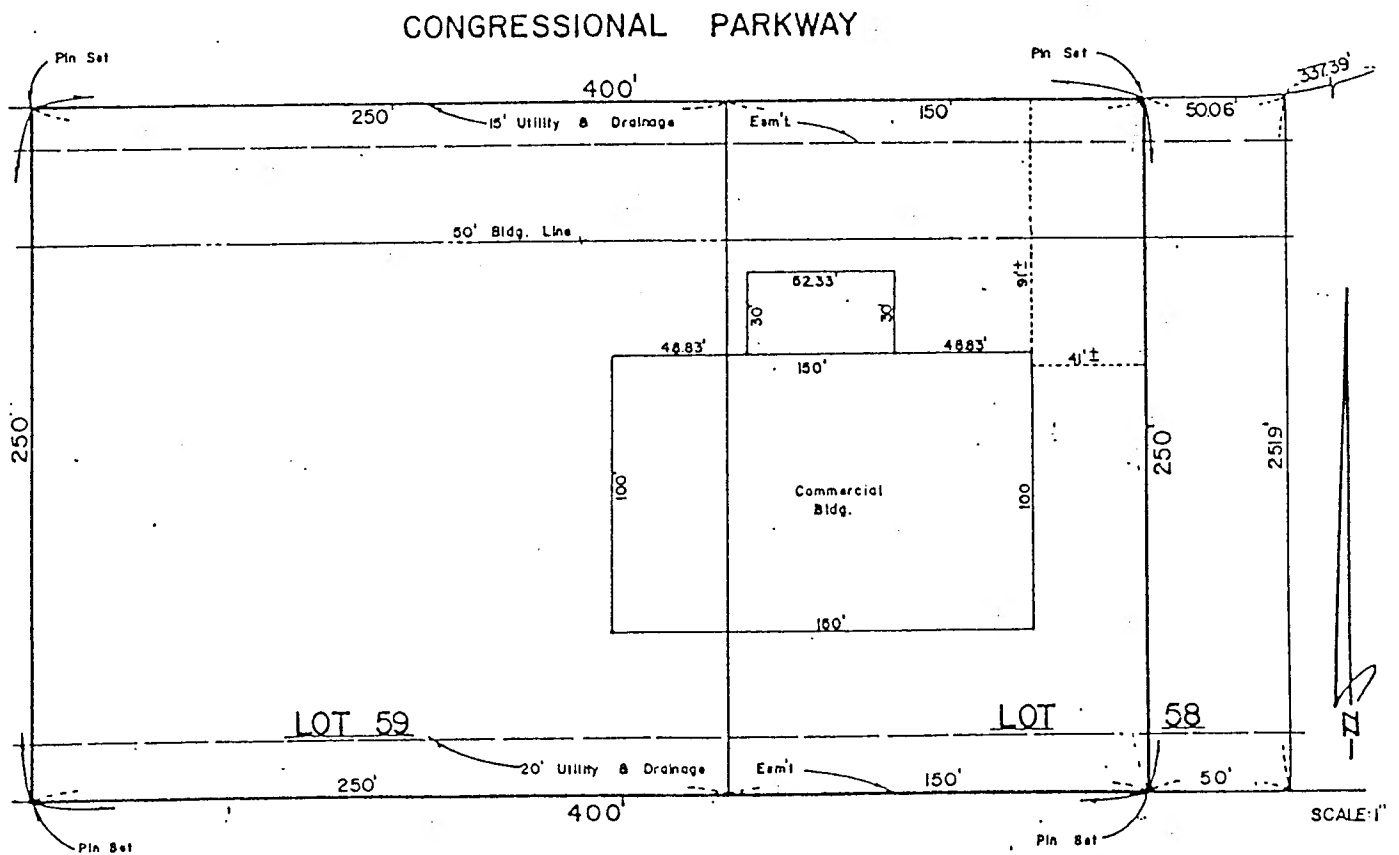 CONGRESSIONAL PARKWAY
Pin Set
Pin Set
337.39'
400'
250'
150'
50.06'
15' Utility & Drainage Esm't
50' Bldg. Line
91'±
52.33'
30'
30'
48.83'
48.83'
150'
41'±
250'
100'
Commercial
Bldg.
100
250'
251.9'
150'
LOT 59
LOT 58
20' Utility & Drainage Esm't
250'
150'
50'
400'
N
SCALE: 1"
Pin Set
Pin Set